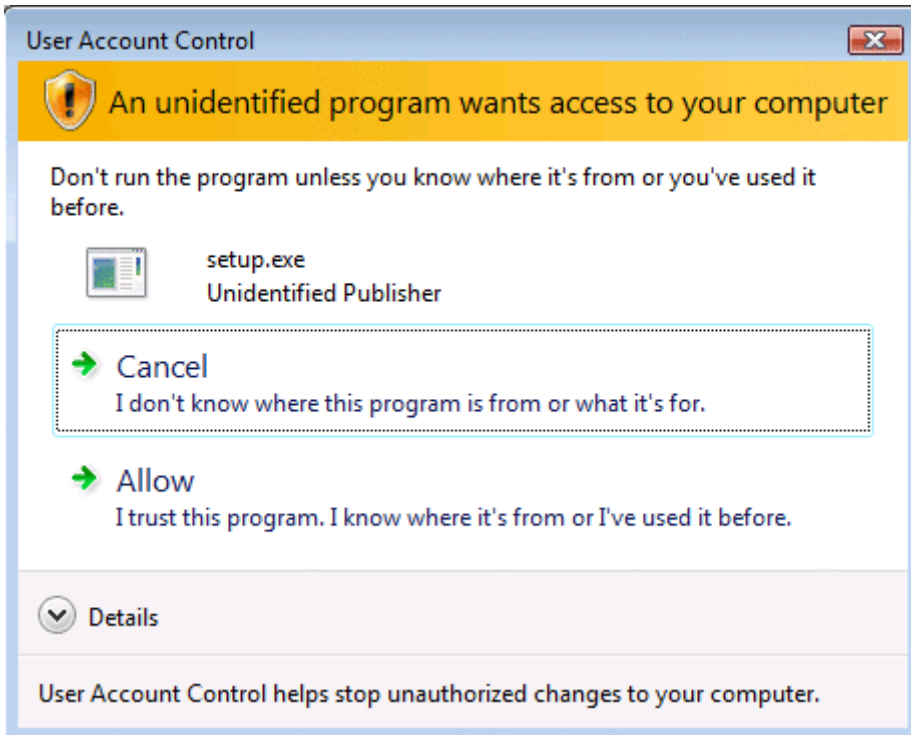 User Account Control
An unidentified program wants access to your computer
Don't run the program unless you know where it's from or you've used it
before.
setup.exe
Unidentified Publisher
Cancel
I don't know where this program is from or what it's for.
Allow
I trust this program. I know where it's from or I've used it before.
Details
User Account Control helps stop unauthorized changes to your computer.